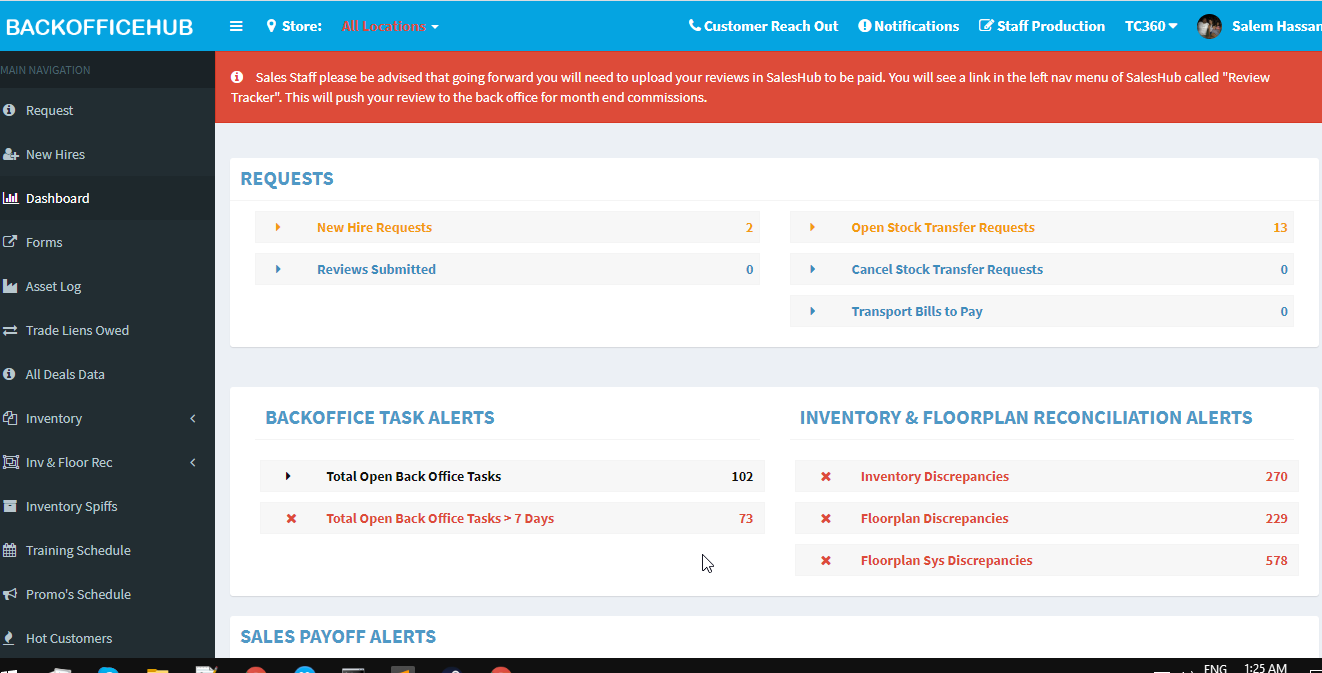 BACKOFFICEHUB
Store: All Locations
Customer Reach Out
Notifications
Staff Production
TC360
Salem Hassan
MAIN NAVIGATION
Request
New Hires
Dashboard
Forms
Asset Log
Trade Liens Owed
All Deals Data
Inventory
Inv & Floor Rec
Inventory Spiffs
Training Schedule
Promo's Schedule
Hot Customers
Sales Staff please be advised that going forward you will need to upload your reviews in SalesHub to be paid. You will see a link in the left nav menu of SalesHub called "Review
Tracker". This will push your review to the back office for month end commissions.
REQUESTS
New Hire Requests 2
Reviews Submitted 0
Open Stock Transfer Requests 13
Cancel Stock Transfer Requests 0
Transport Bills to Pay 0
BACKOFFICE TASK ALERTS
Total Open Back Office Tasks 102
Total Open Back Office Tasks > 7 Days 73
INVENTORY & FLOORPLAN RECONCILIATION ALERTS
Inventory Discrepancies 270
Floorplan Discrepancies 229
Floorplan Sys Discrepancies 578
SALES PAYOFF ALERTS
ENG 1:25 AM